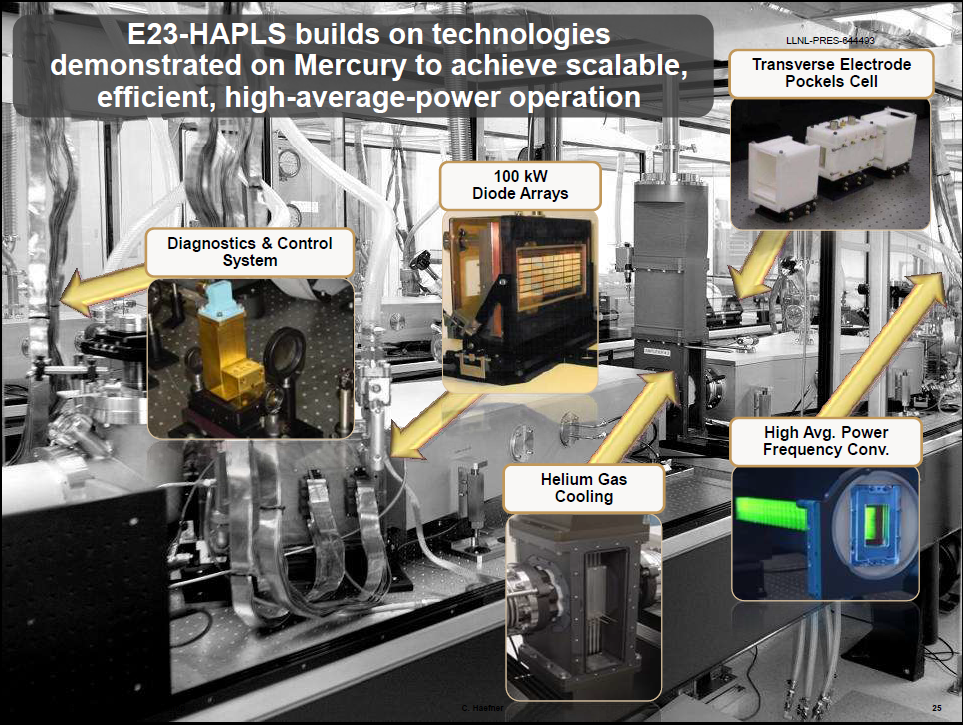 E23-HAPLS builds on technologies
demonstrated on Mercury to achieve scalable,
efficient, high-average-power operation
LLNL-PRES-644493
Transverse Electrode
Pockels Cell
100 kW
Diode Arrays
Diagnostics & Control
System
High Avg. Power
Frequency Conv.
Helium Gas
Cooling
C. Haefner
25